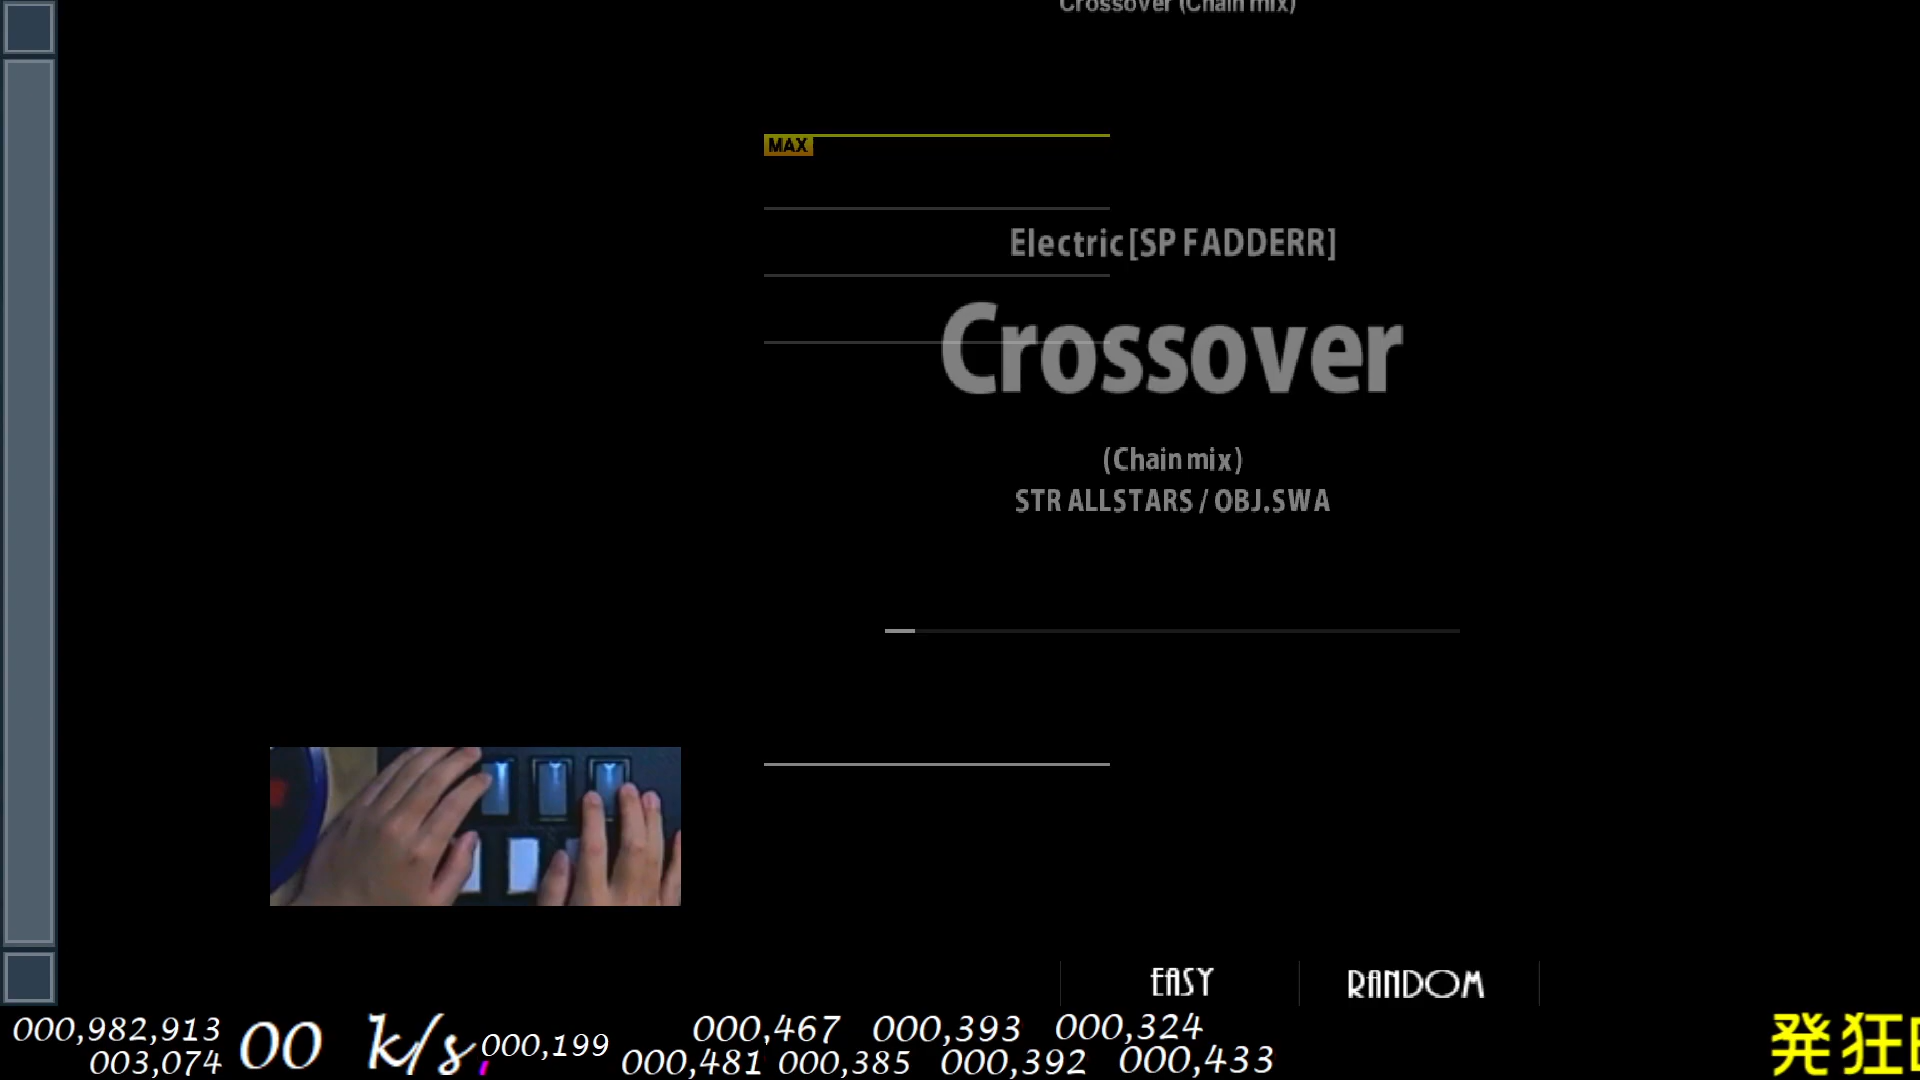 Crossover (Chain mix)
MAX
Electric[SP FADDERR]
Crossover
(Chain mix)
STR ALLSTARS / OBJ.SWA
EASY RANDOM
000,982,913
003,074
00 k/s
000,199
000,467 000,393 000,324
000,481 000,385 000,392 000,433
発狂